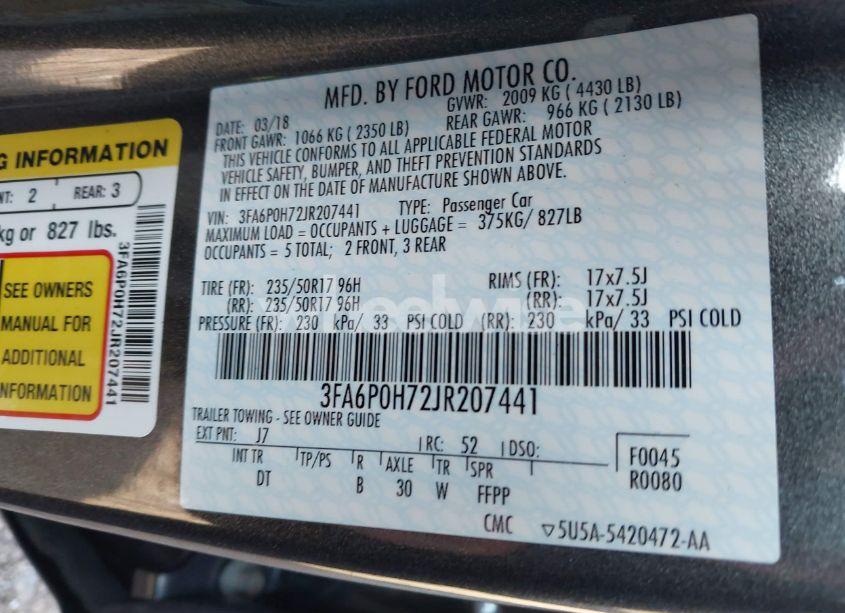 G INFORMATION
NT: 2 REAR: 3
kg or 827 lbs.
SEE OWNERS
MANUAL FOR
ADDITIONAL
INFORMATION
3FA6P0H72JR207441
MFD. BY FORD MOTOR CO.
DATE: 03/18 GVWR: 2009 KG ( 4430 LB)
FRONT GAWR: 1066 KG ( 2350 LB) REAR GAWR: 966 KG ( 2130 LB)
THIS VEHICLE CONFORMS TO ALL APPLICABLE FEDERAL MOTOR
VEHICLE SAFETY, BUMPER, AND THEFT PREVENTION STANDARDS
IN EFFECT ON THE DATE OF MANUFACTURE SHOWN ABOVE.
VIN: 3FA6P0H72JR207441 TYPE: Passenger Car
MAXIMUM LOAD = OCCUPANTS + LUGGAGE = 375KG/ 827LB
OCCUPANTS = 5 TOTAL; 2 FRONT, 3 REAR
TIRE (FR): 235/50R17 96H RIMS (FR): 17x7.5J
(RR): 235/50R17 96H (RR): 17x7.5J
PRESSURE (FR): 230 kPa/ 33 PSI COLD (RR): 230 kPa/ 33 PSI COLD
3FA6P0H72JR207441
TRAILER TOWING - SEE OWNER GUIDE
EXT PNT: J7 RC: 52 DSO: F0045
INT TR TP/PS R AXLE TR SPR R0080
DT B 30 W FFPP
CMC ▽5U5A-5420472-AA